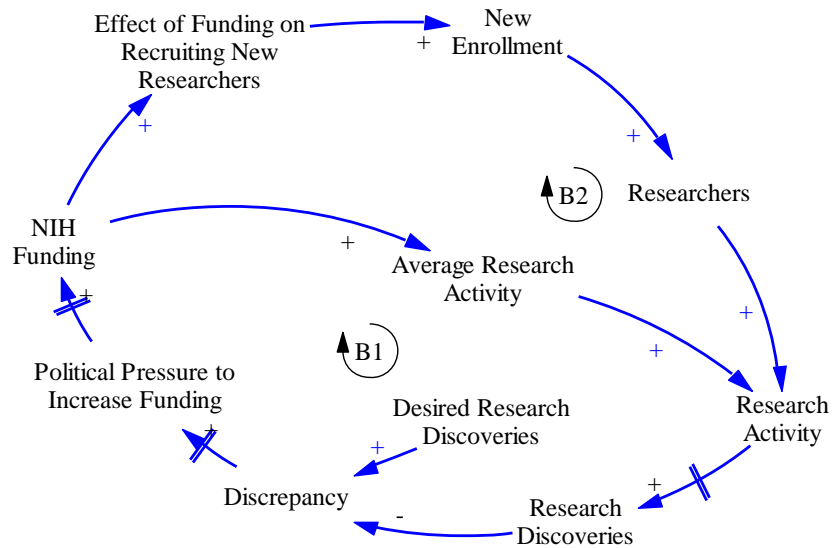 Effect of Funding on
Recruiting New
Researchers
+
New
Enrollment
+
+
Researchers
B2
NIH
Funding
+
+
Average Research
Activity
+
+
B1
Political Pressure to
Increase Funding
+
Desired Research
Discoveries
+
Research
Activity
+
Discrepancy
-
Research
Discoveries
+